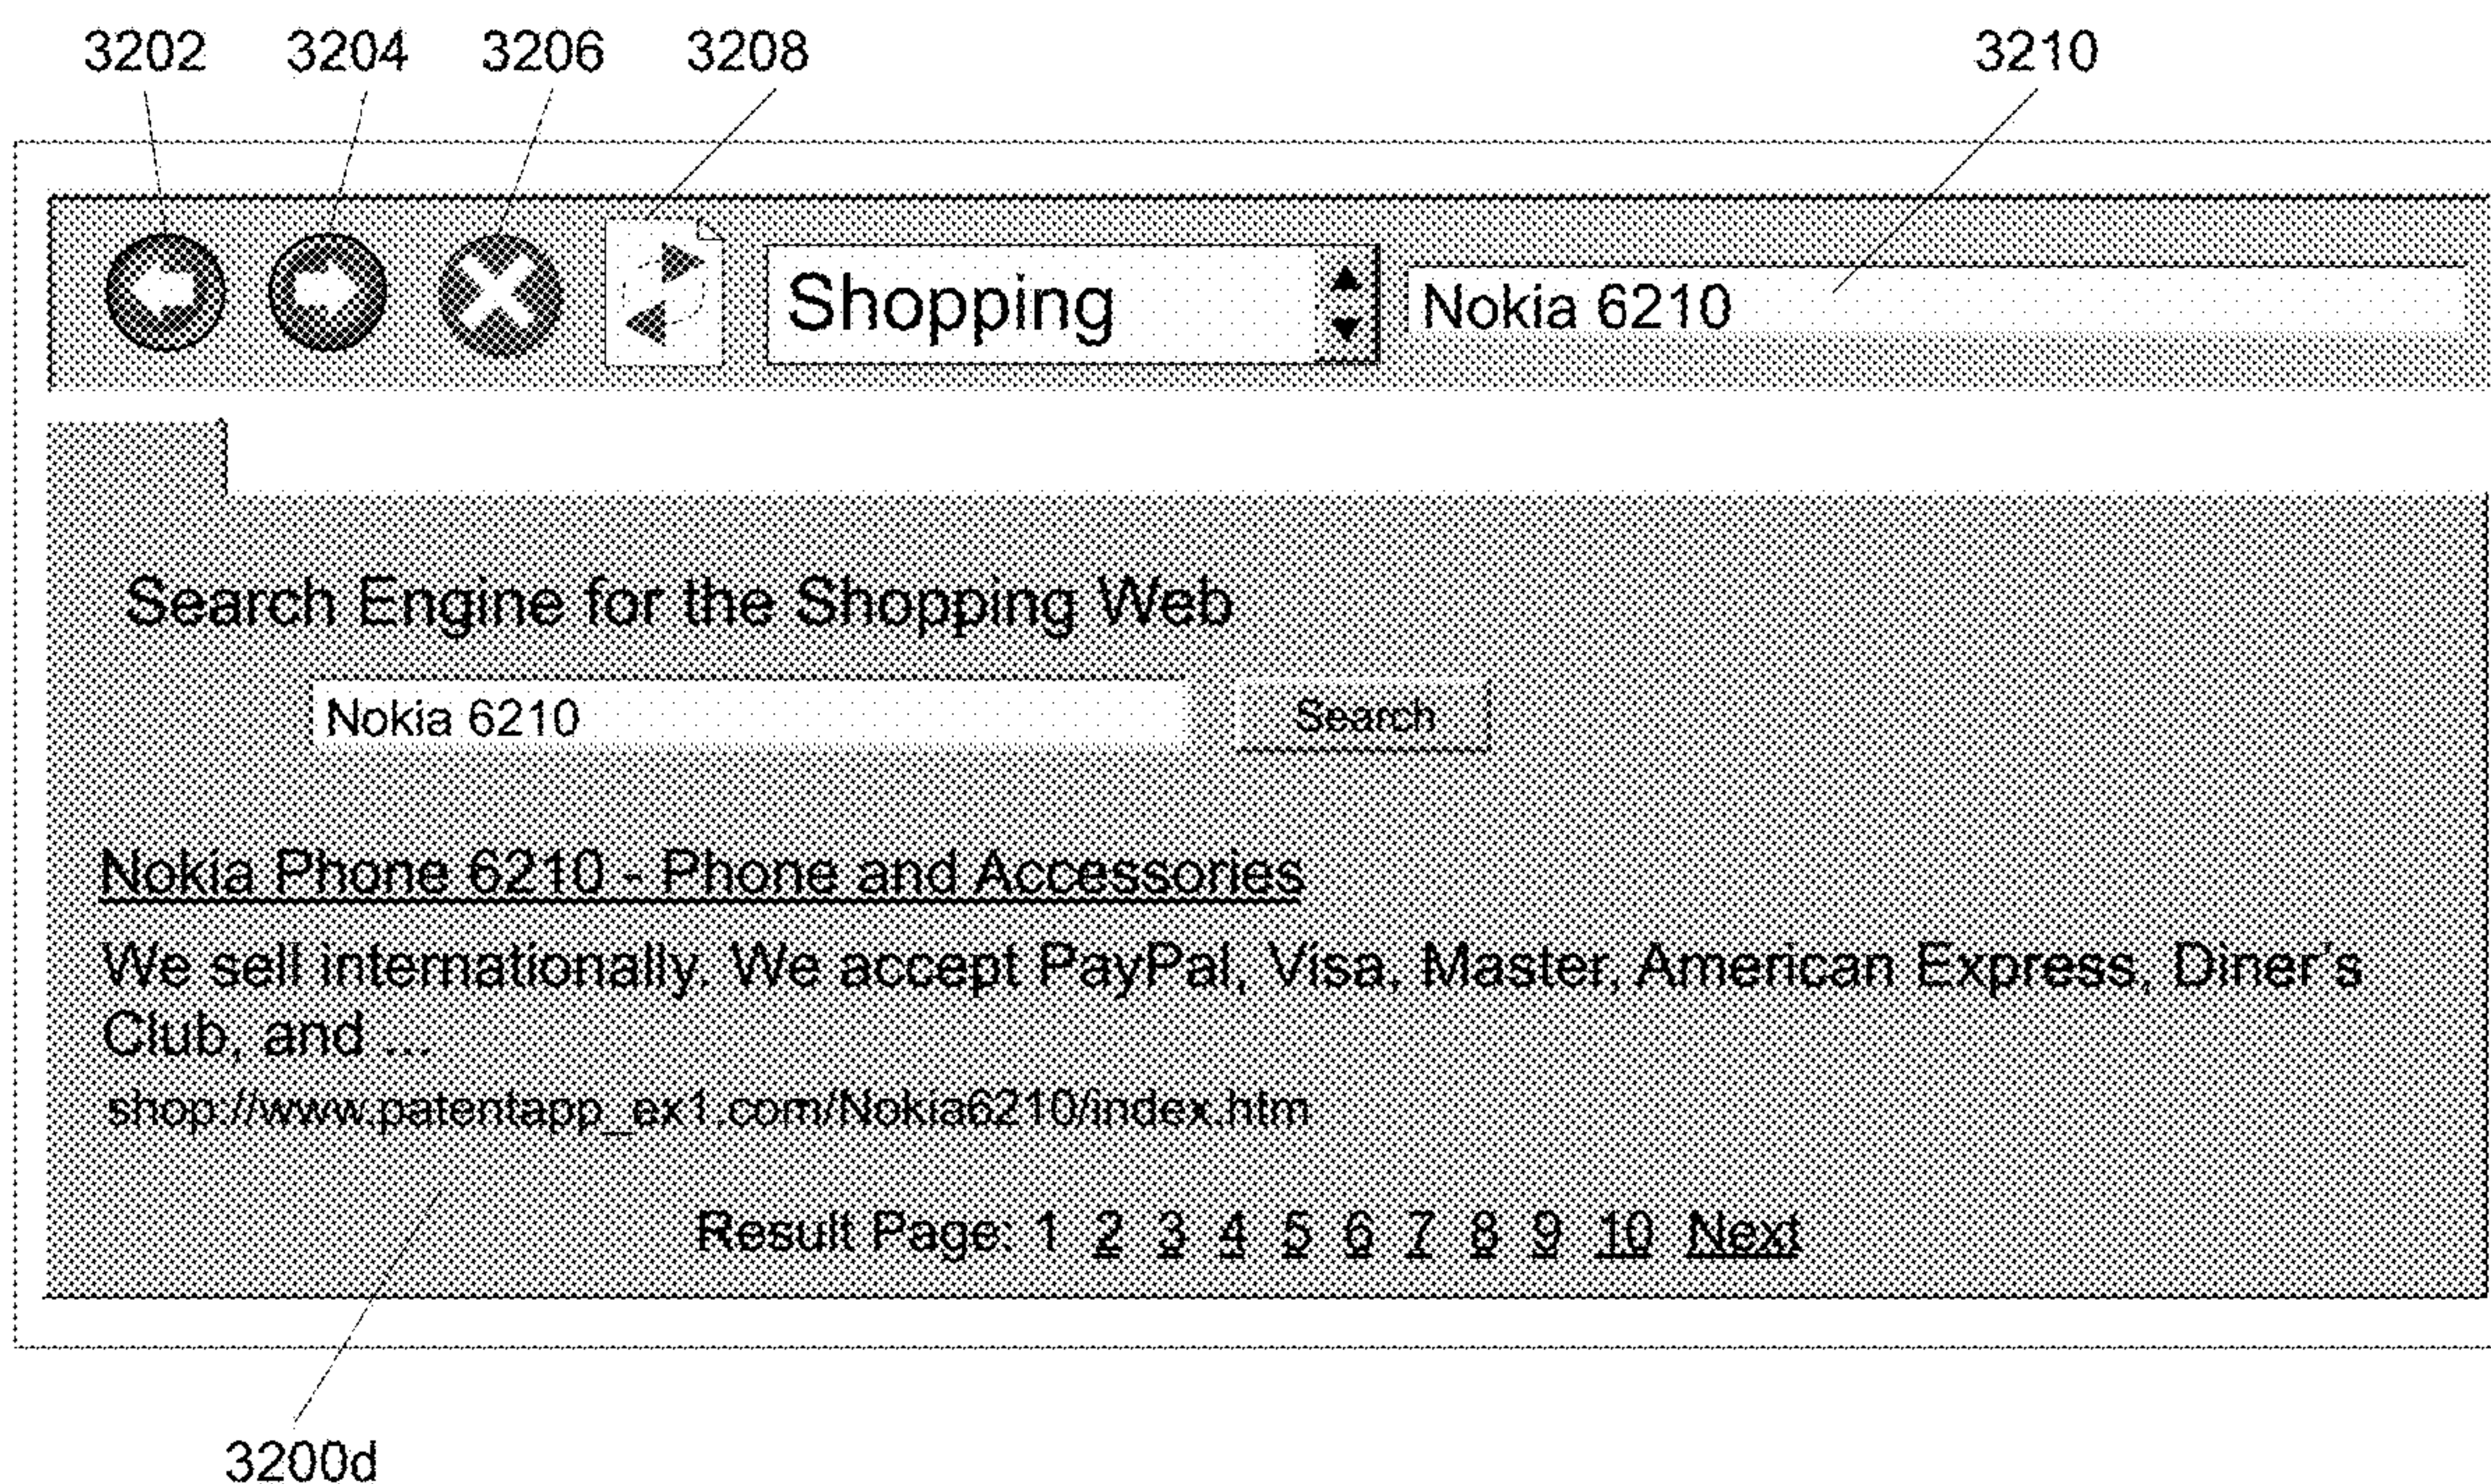 3202 3204 3206 3208 3210
Shopping Nokia 6210
Search Engine for the Shopping Web
Nokia 6210 Search
Nokia Phone 6210 - Phone and Accessories
We sell internationally. We accept PayPal, Visa, Master, American Express, Diner's
Club, and ...
shop://www.patentapp_ex1.com/Nokia6210/index.htm
Result Page: 1 2 3 4 5 6 7 8 9 10 Next
3200d